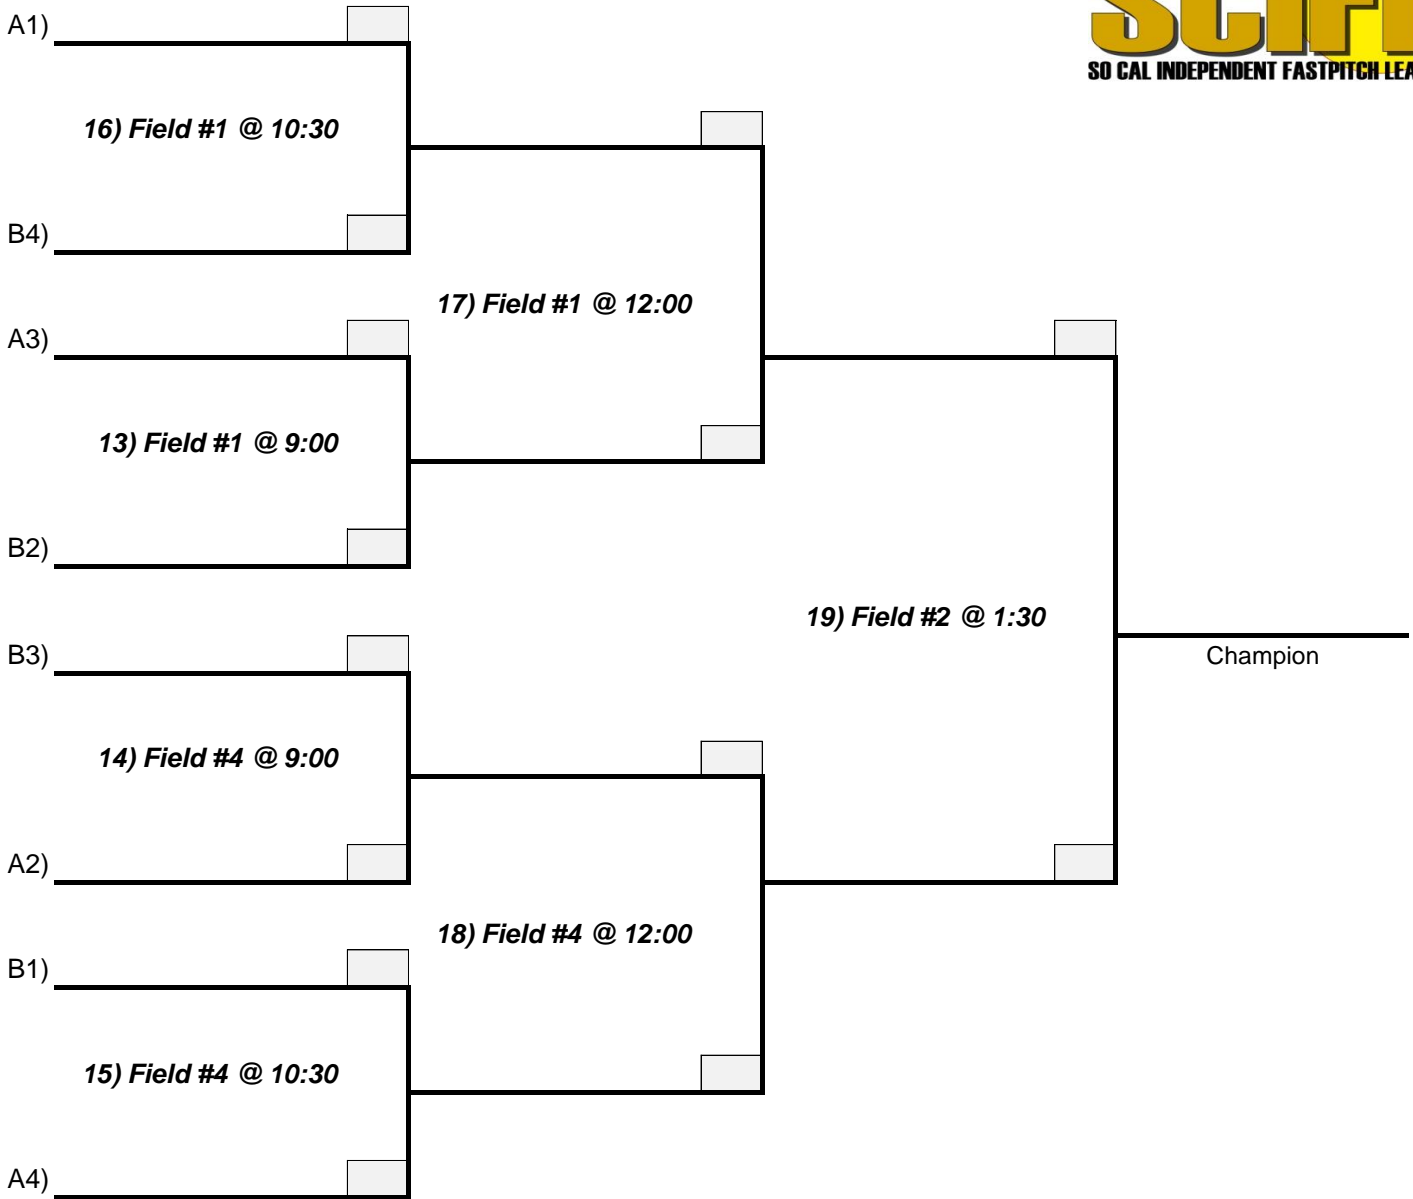 A1)
16) Field #1 @ 10:30
B4)
17) Field #1 @ 12:00
A3)
13) Field #1 @ 9:00
B2)
19) Field #2 @ 1:30
Champion
B3)
14) Field #4 @ 9:00
A2)
18) Field #4 @ 12:00
B1)
15) Field #4 @ 10:30
A4)
SO CAL INDEPENDENT FASTPITCH